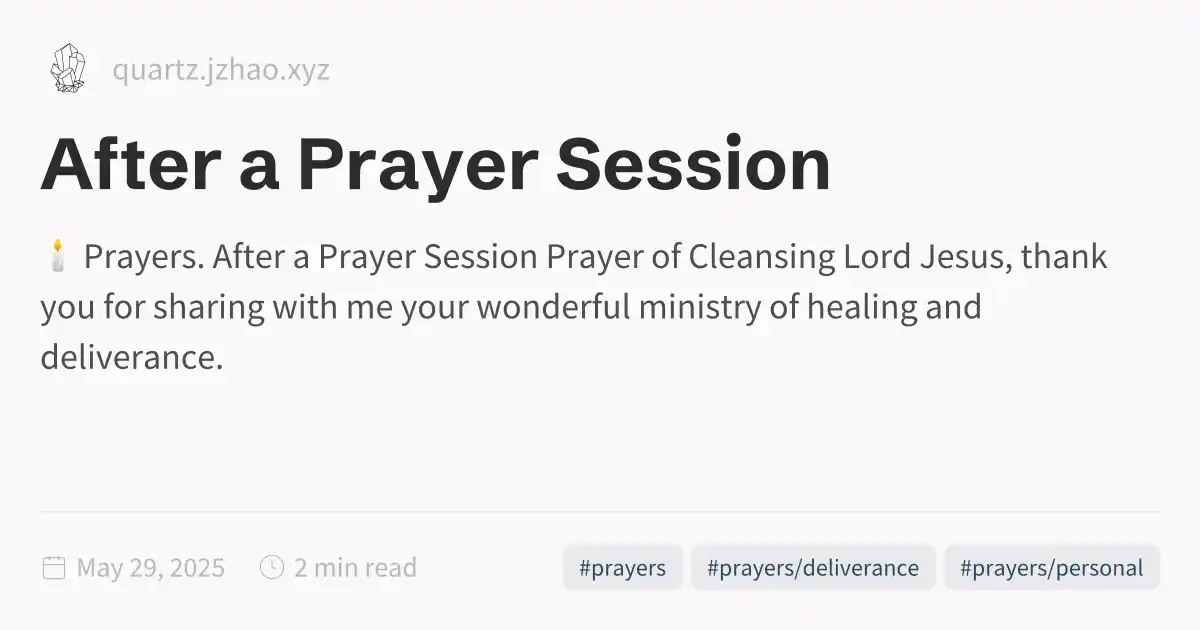 quartz.jzhao.xyz
After a Prayer Session
🕯️ Prayers. After a Prayer Session Prayer of Cleansing Lord Jesus, thank
you for sharing with me your wonderful ministry of healing and
deliverance.
May 29, 2025 2 min read #prayers #prayers/deliverance #prayers/personal